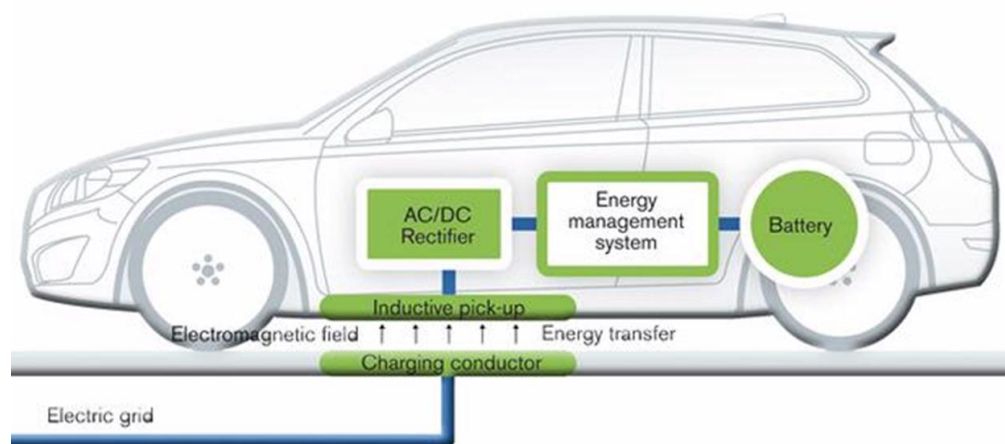 AC/DC
Rectifier
Energy
management
system
Battery
Inductive pick-up
Electromagnetic field
Energy transfer
Charging conductor
Electric grid